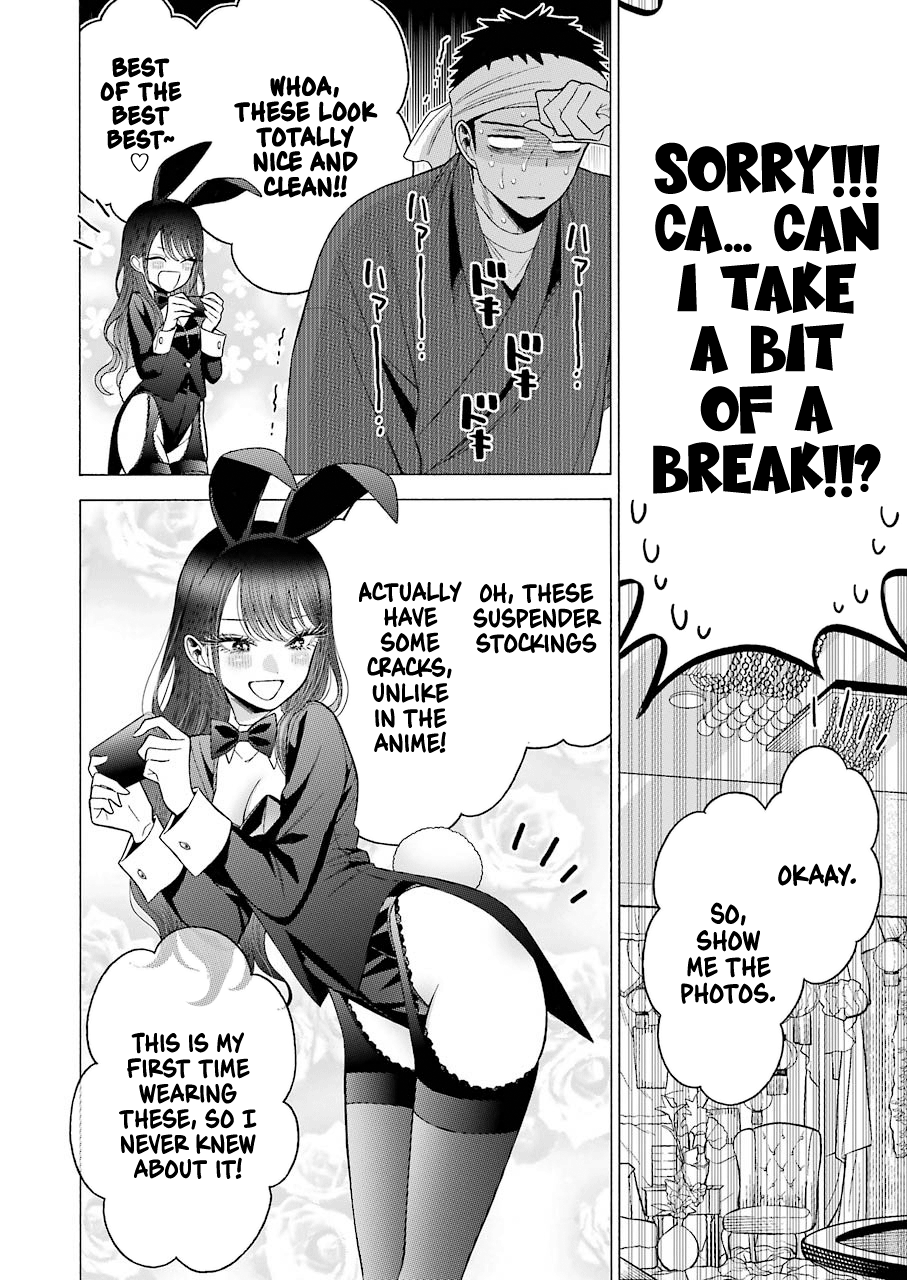 SORRY!!!
CA... CAN
I TAKE
A BIT
OF A
BREAK!!?
OKAAY.
SO,
SHOW
ME THE
PHOTOS.
WHOA,
THESE LOOK
TOTALLY
NICE AND
CLEAN!!
BEST
OF THE
BEST
BEST~
♡
ハァーーー…
ハァーーー…
ドキ
ドキ
ドキ
OH, THESE
SUSPENDER
STOCKINGS
ACTUALLY
HAVE
SOME
CRACKS,
UNLIKE
IN THE
ANIME!
THIS IS MY
FIRST TIME
WEARING
THESE, SO I
NEVER KNEW
ABOUT IT!